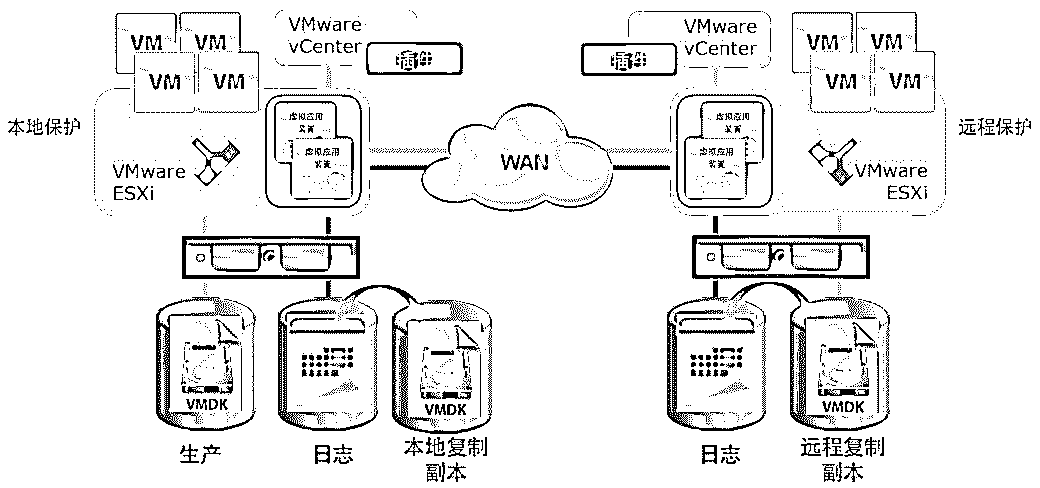 VM
VM
VM
VM
VMware
vCenter
插件
本地保护
虚拟应用
装置
虚拟应用
装置
VMware
ESXi
WAN
VMware
vCenter
插件
VM
VM
VM
VM
远程保护
虚拟应用
装置
虚拟应用
装置
VMware
ESXi
VMDK
VMDK
VMDK
生产
日志
本地复制
副本
日志
远程复制
副本